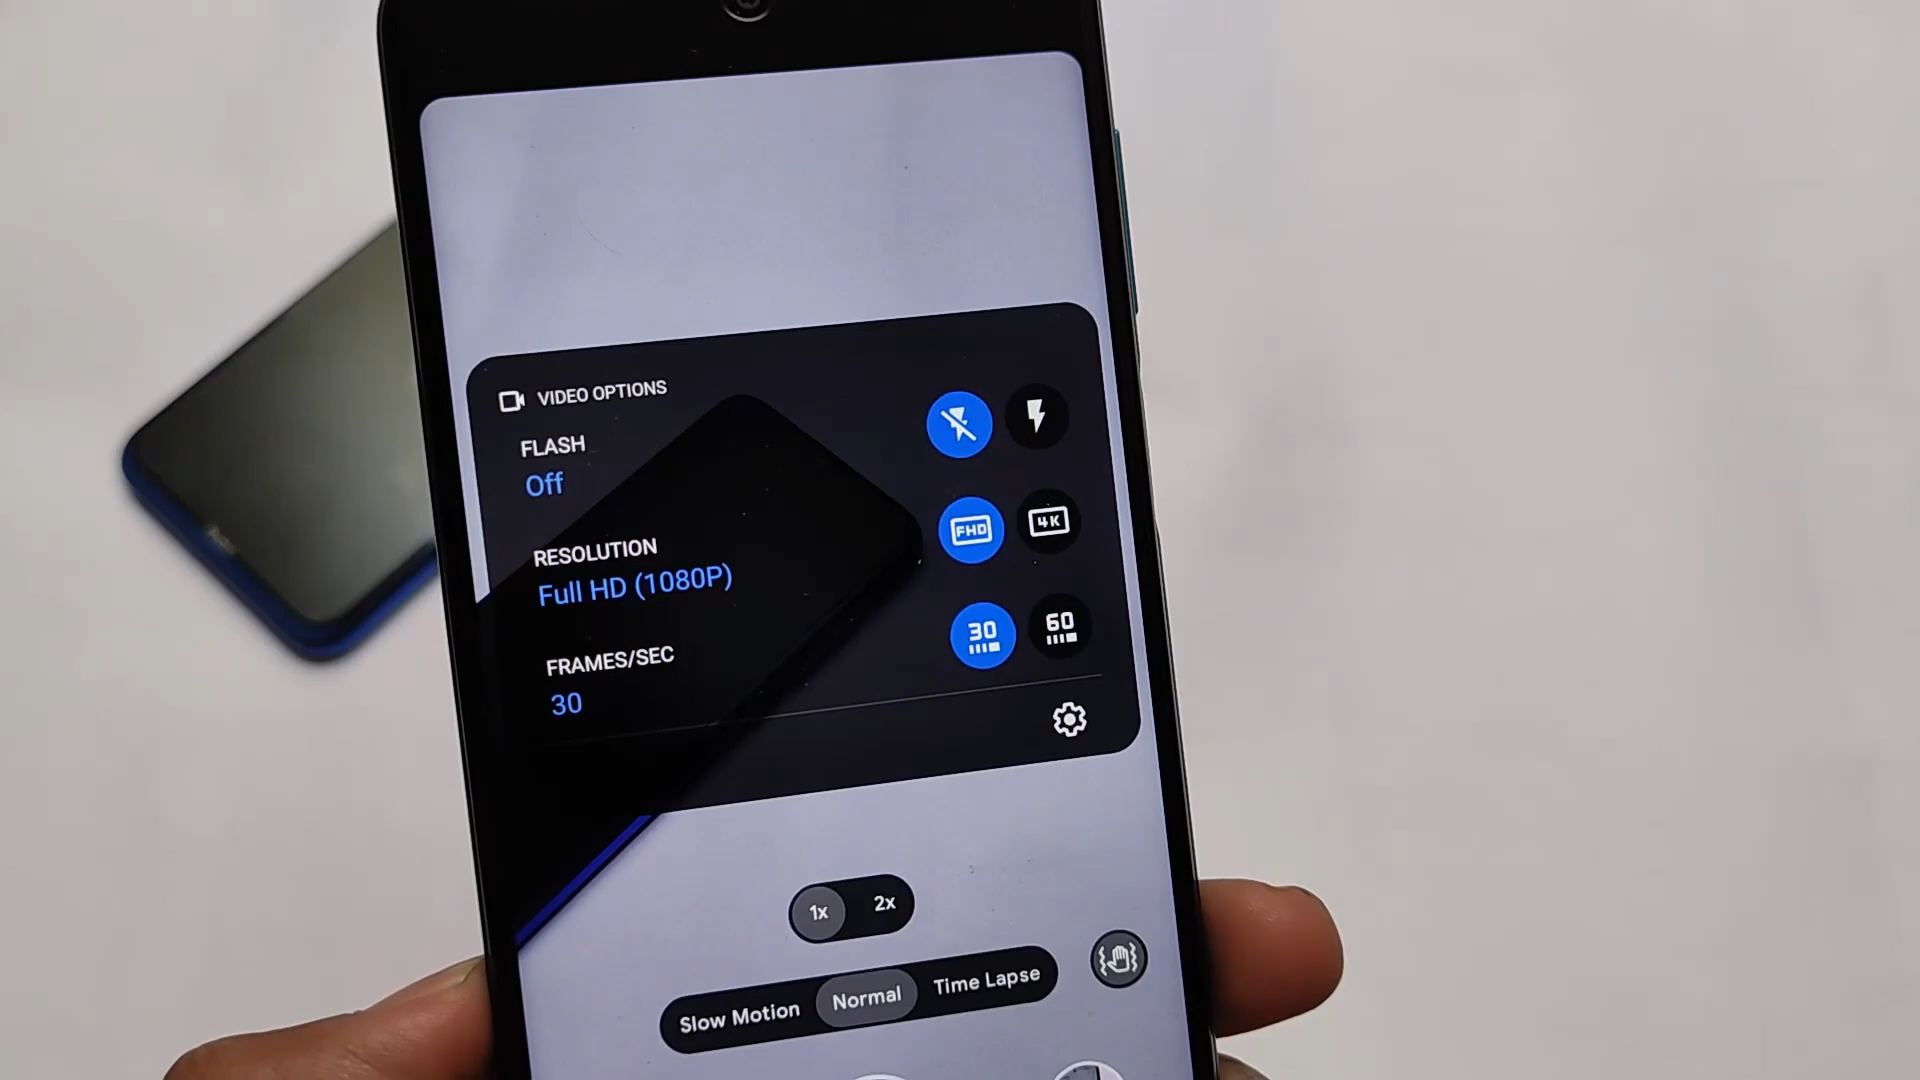 VIDEO OPTIONS
FLASH
Off
RESOLUTION
Full HD (1080P)
FHD 4K
FRAMES/SEC
30
30 60
1x 2x
Slow Motion Normal Time Lapse